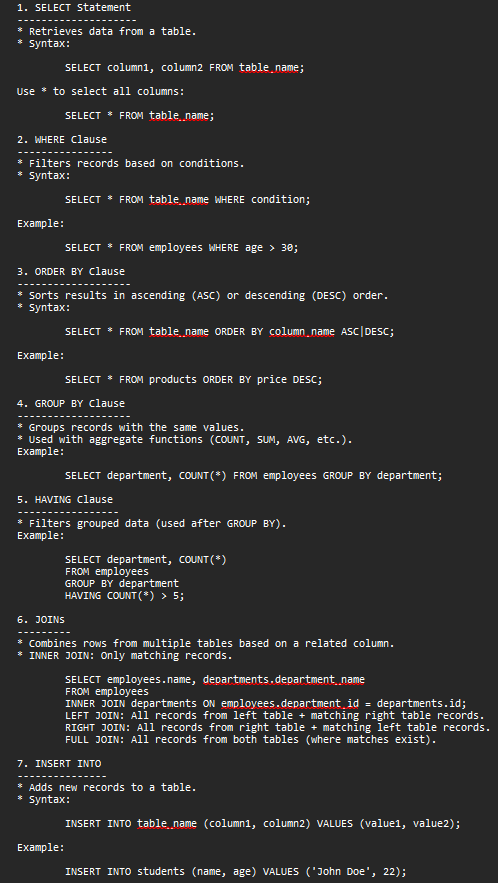 1. SELECT Statement
--------------------
* Retrieves data from a table.
* Syntax:
SELECT column1, column2 FROM table_name;
Use * to select all columns:
SELECT * FROM table_name;
2. WHERE Clause
----------------
* Filters records based on conditions.
* Syntax:
SELECT * FROM table_name WHERE condition;
Example:
SELECT * FROM employees WHERE age > 30;
3. ORDER BY Clause
-------------------
* Sorts results in ascending (ASC) or descending (DESC) order.
* Syntax:
SELECT * FROM table_name ORDER BY column_name ASC|DESC;
Example:
SELECT * FROM products ORDER BY price DESC;
4. GROUP BY Clause
-------------------
* Groups records with the same values.
* Used with aggregate functions (COUNT, SUM, AVG, etc.).
Example:
SELECT department, COUNT(*) FROM employees GROUP BY department;
5. HAVING Clause
-----------------
* Filters grouped data (used after GROUP BY).
Example:
SELECT department, COUNT(*)
FROM employees
GROUP BY department
HAVING COUNT(*) > 5;
6. JOINs
---------
* Combines rows from multiple tables based on a related column.
* INNER JOIN: Only matching records.
SELECT employees.name, departments.department_name
FROM employees
INNER JOIN departments ON employees.department_id = departments.id;
LEFT JOIN: All records from left table + matching right table records.
RIGHT JOIN: All records from right table + matching left table records.
FULL JOIN: All records from both tables (where matches exist).
7. INSERT INTO
---------------
* Adds new records to a table.
* Syntax:
INSERT INTO table_name (column1, column2) VALUES (value1, value2);
Example:
INSERT INTO students (name, age) VALUES ('John Doe', 22);